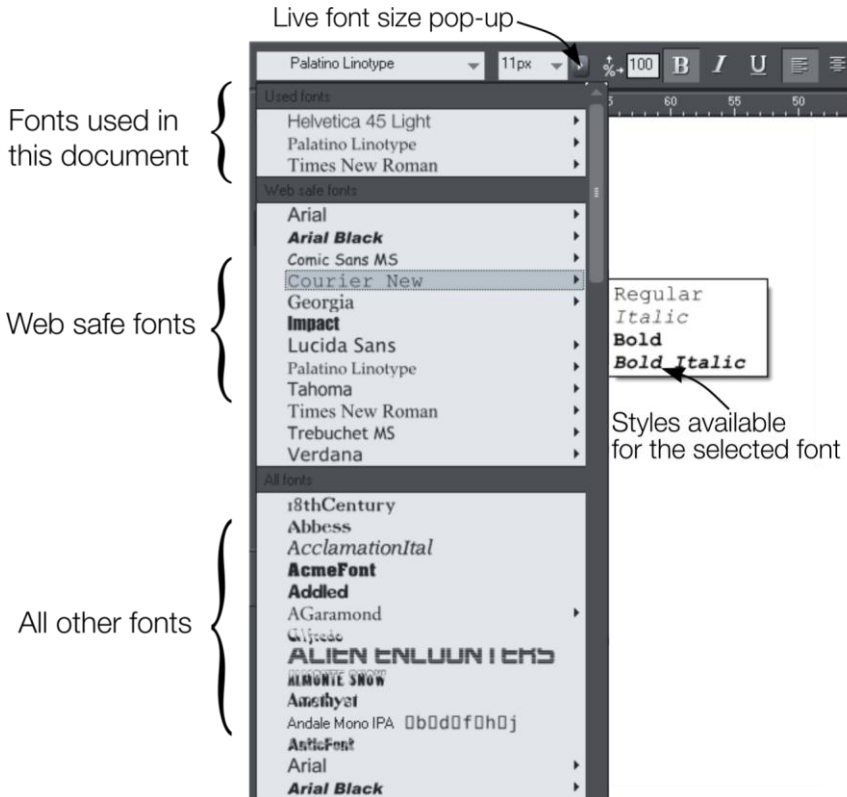 Live font size pop-up
Palatino Linotype 11px 100 B I U
60 55 50
Used fonts
Fonts used in
this document
Helvetica 45 Light
Palatino Linotype
Times New Roman
Web safe fonts
Arial
Arial Black
Comic Sans MS
Courier New
Georgia
Impact
Lucida Sans
Palatino Linotype
Tahoma
Times New Roman
Trebuchet MS
Verdana
Web safe fonts
Regular
Italic
Bold
Bold Italic
Styles available
for the selected font
All fonts
18thCentury
Abbess
AcclamationItal
AcmeFont
Addled
AGaramond
Alfredo
ALIEN ENCOUNTERS
ALMONTE SNOW
Amethyst
Andale Mono IPA
AnticFont
Arial
Arial Black
All other fonts